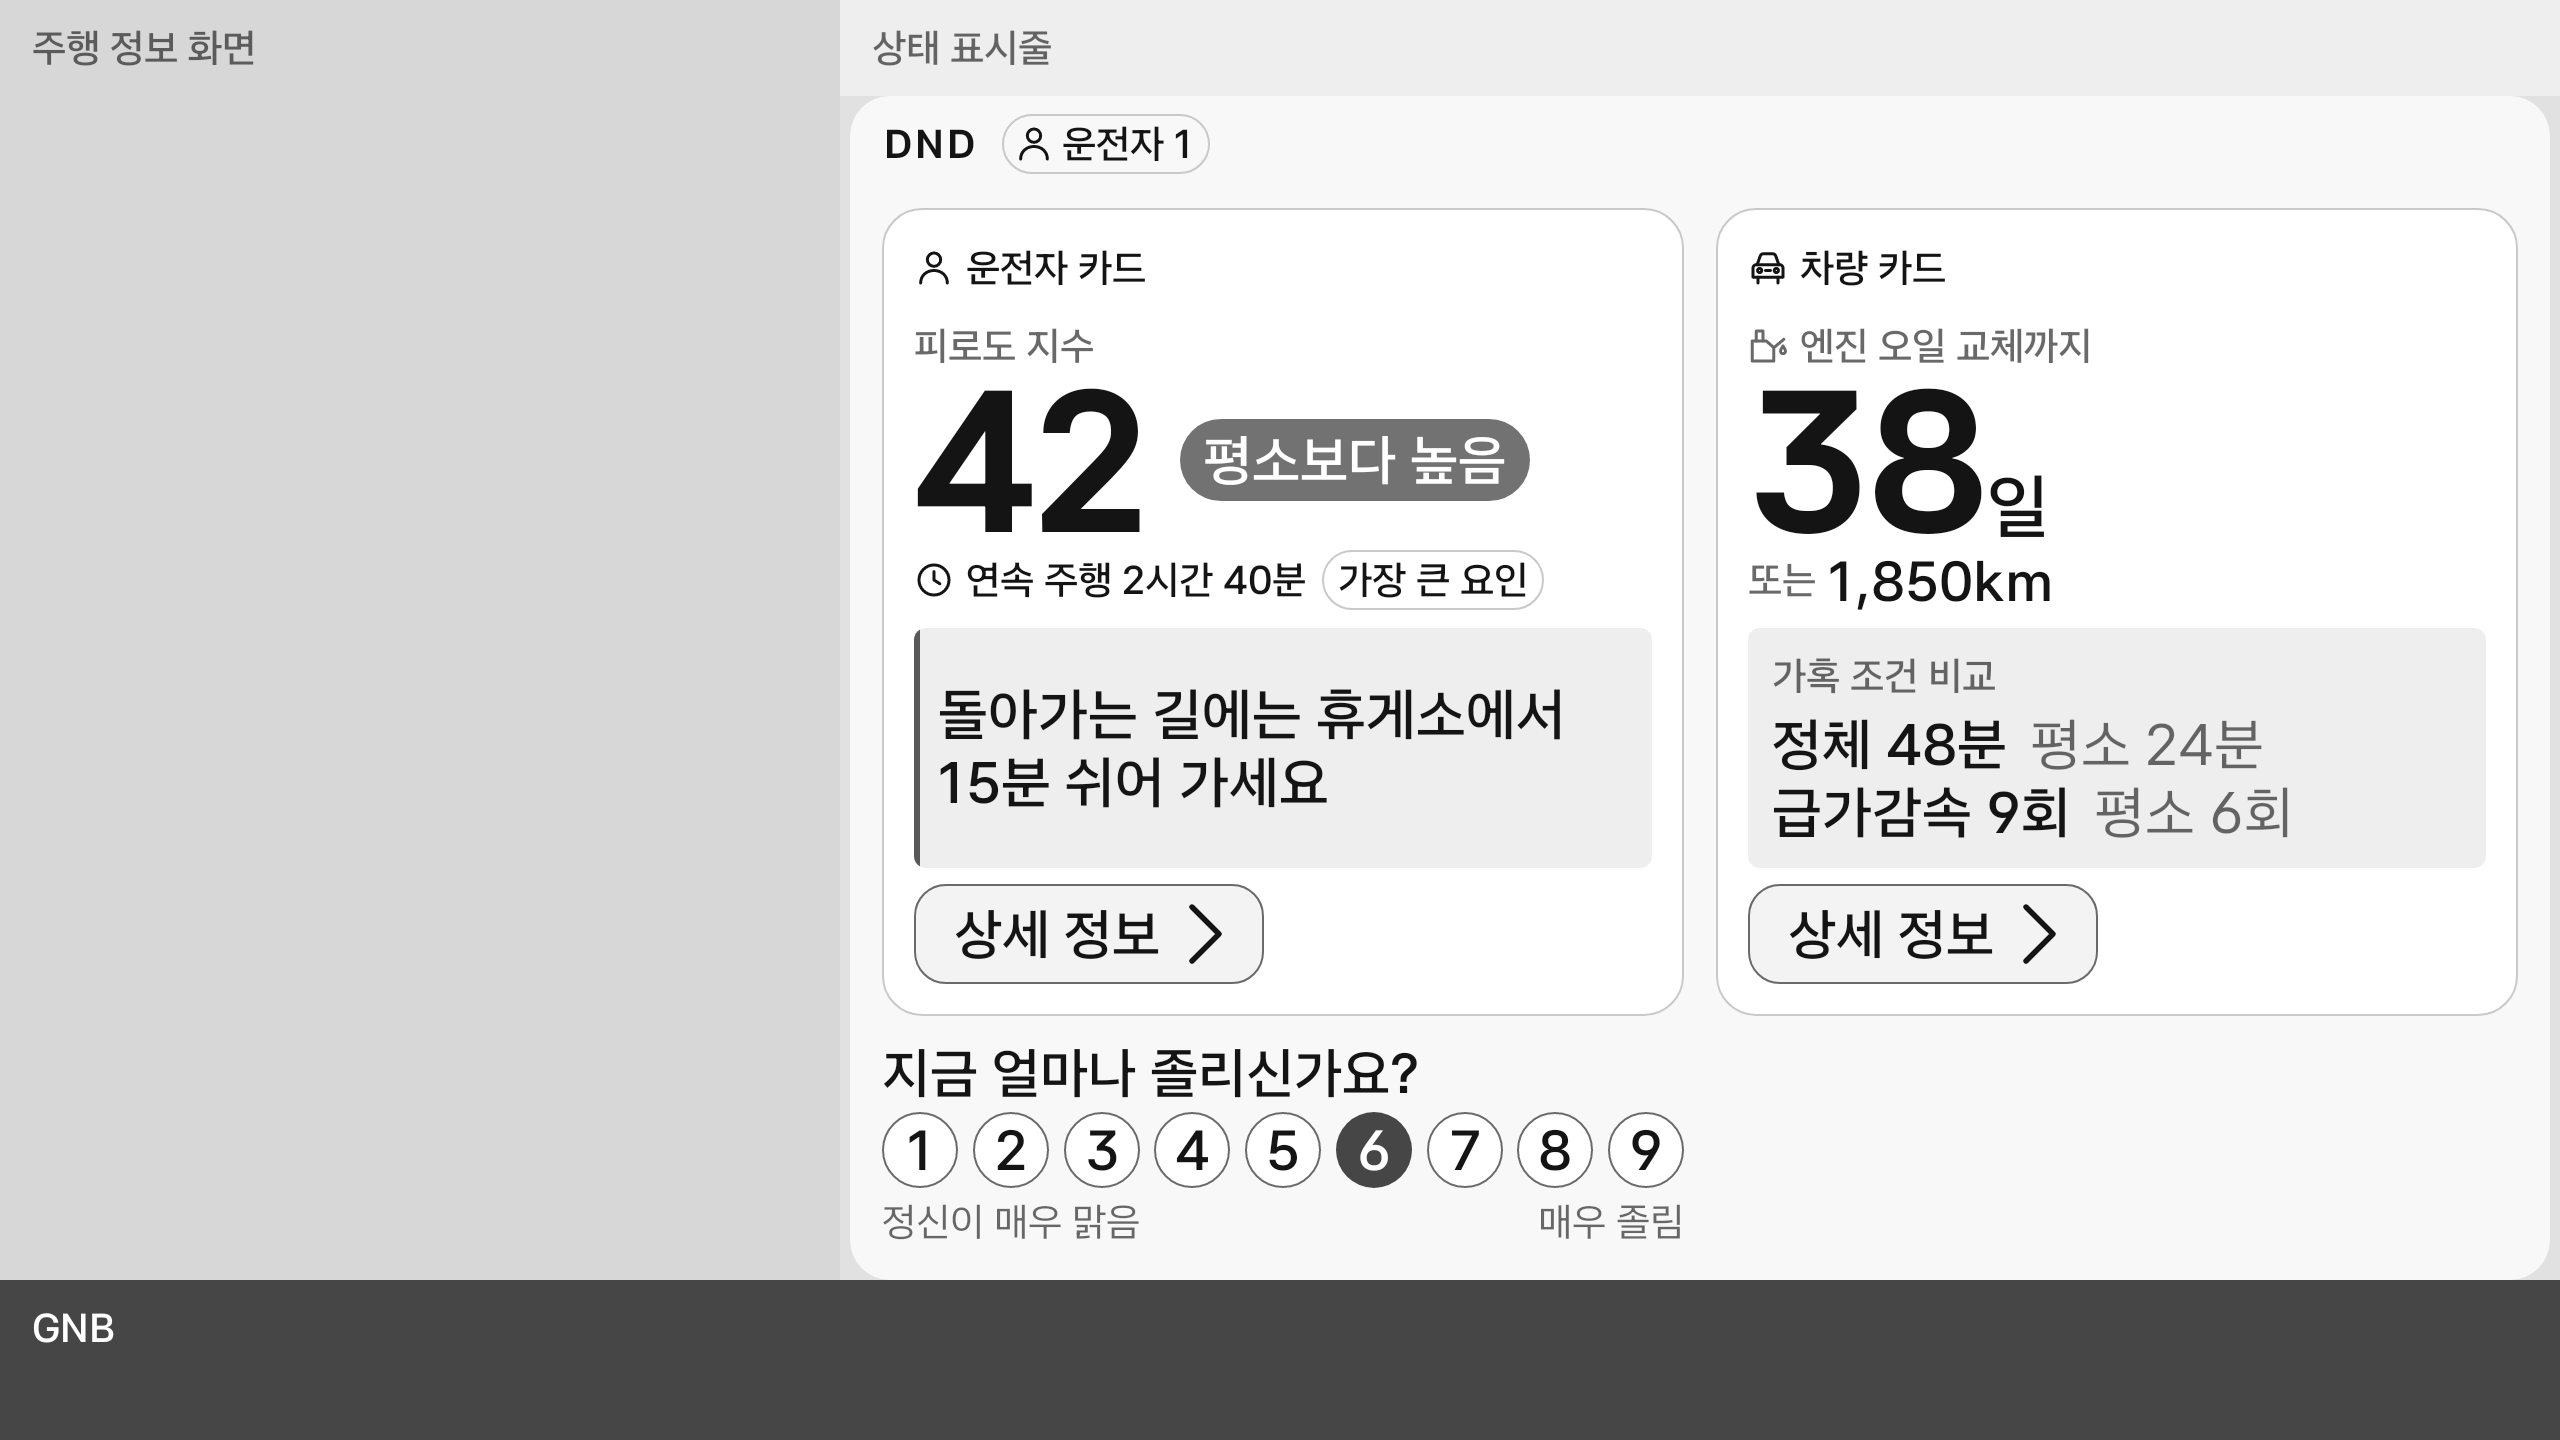 주행 정보 화면
상태 표시줄
DND
운전자 1
운전자 카드
피로도 지수
42
평소보다 높음
연속 주행 2시간 40분
가장 큰 요인
돌아가는 길에는 휴게소에서
15분 쉬어 가세요
상세 정보
차량 카드
엔진 오일 교체까지
38일
또는 1,850km
가혹 조건 비교
정체 48분 평소 24분
급가감속 9회 평소 6회
상세 정보
지금 얼마나 졸리신가요?
1 2 3 4 5 6 7 8 9
정신이 매우 맑음
매우 졸림
GNB